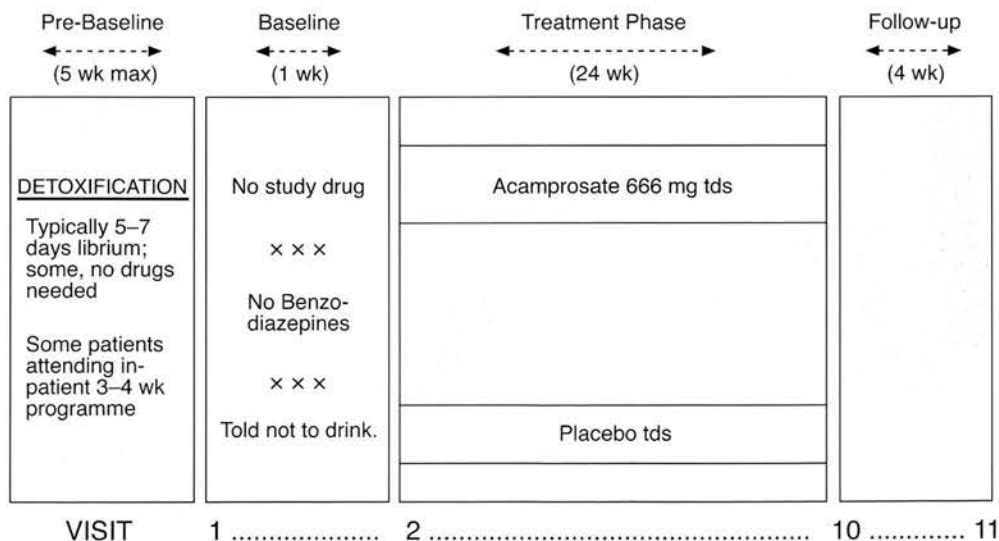 Pre-Baseline
(5 wk max)
Baseline
(1 wk)
Treatment Phase
(24 wk)
Follow-up
(4 wk)
DETOXIFICATION
Typically 5–7
days librium;
some, no drugs
needed
Some patients
attending in-
patient 3–4 wk
programme
No study drug
× × ×
No Benzo-
diazepines
× × ×
Told not to drink.
Acamprosate 666 mg tds
Placebo tds
VISIT 1 ................... 2 ...................................................... 10 ............. 11